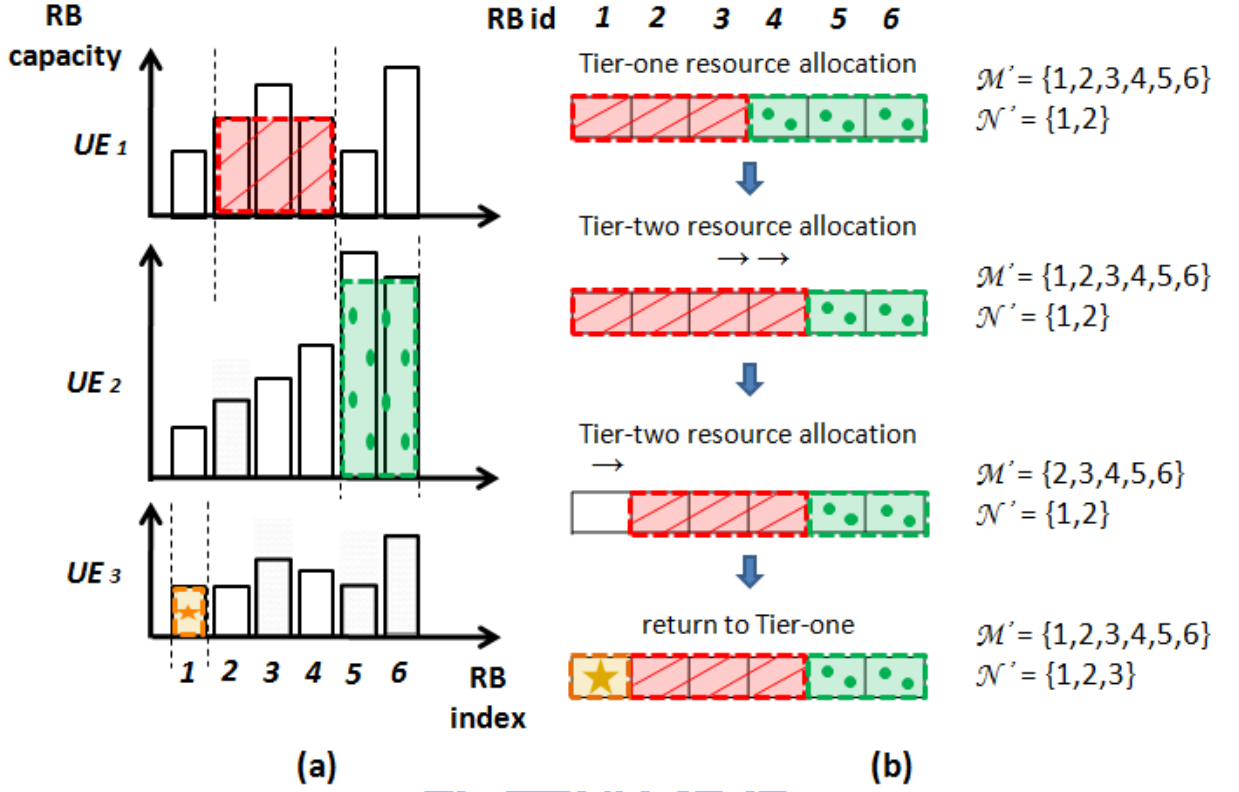 RB
capacity
UE 1
UE 2
UE 3
1 2 3 4 5 6
RB
index
(a)
RB id 1 2 3 4 5 6
Tier-one resource allocation
ℳ’ = {1,2,3,4,5,6}
𝒩’ = {1,2}
Tier-two resource allocation
→ →
ℳ’ = {1,2,3,4,5,6}
𝒩’ = {1,2}
Tier-two resource allocation
→
ℳ’ = {2,3,4,5,6}
𝒩’ = {1,2}
return to Tier-one
ℳ’ = {1,2,3,4,5,6}
𝒩’ = {1,2,3}
(b)